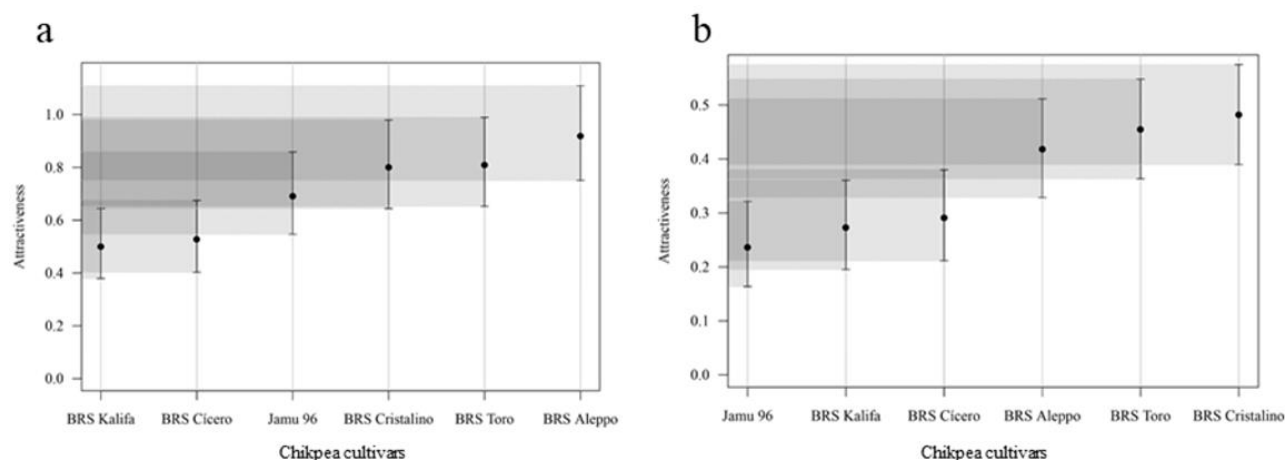 a
Attractiveness
1.0
0.8
0.6
0.4
0.2
0.0
BRS Kalifa BRS Cícero Jamu 96 BRS Cristalino BRS Toro BRS Aleppo
Chikpea cultivars
b
Attractiveness
0.5
0.4
0.3
0.2
0.1
0.0
Jamu 96 BRS Kalifa BRS Cícero BRS Aleppo BRS Toro BRS Cristalino
Chikpea cultivars